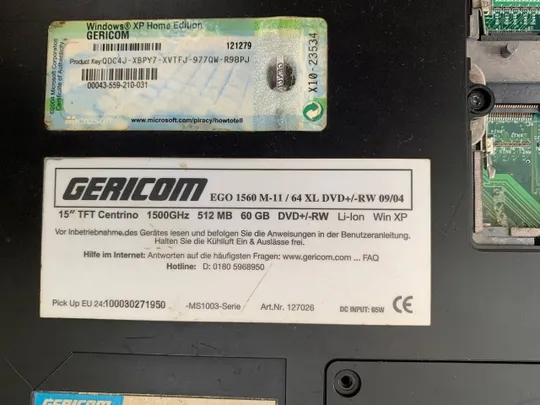 Windows® XP Home Edition
GERICOM 121279
Product Key: QDC4J-XBPY7-XVTFJ-977QW-R9BPJ
00043-559-210-031
X10-23534
Microsoft www.microsoft.com/piracy/howtotell
GERICOM EGO 1560 M-11 / 64 XL DVD+/-RW 09/04
15" TFT Centrino 1500GHz 512 MB 60 GB DVD+/-RW Li-Ion Win XP
Vor Inbetriebnahme des Gerätes lesen und befolgen Sie die Anweisungen in der Benutzeranleitung.
Halten Sie die Kühlluft Ein & Auslässe frei.
Hilfe im Internet: Antworten auf die häufigsten Fragen: www.gericom.com ... FAQ
Hotline: D: 0180 5968950
Pick Up EU 24:100030271950 -MS1003-Serie Art.Nr. 127026 DC INPUT: 65W CE
GERICOM